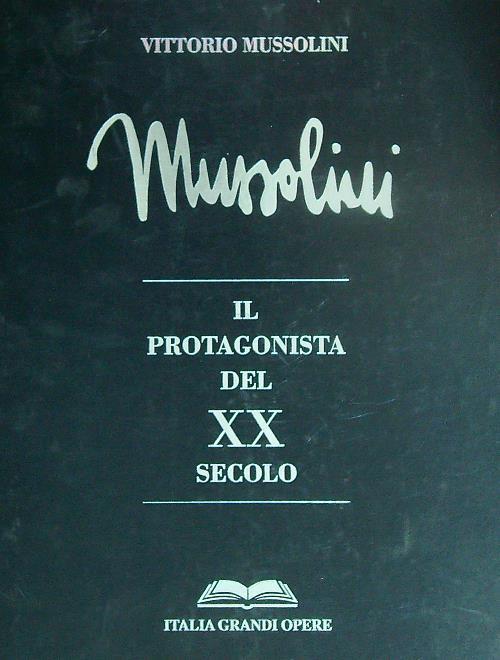 VITTORIO MUSSOLINI
Mussolini
IL
PROTAGONISTA
DEL
XX
SECOLO
ITALIA GRANDI OPERE